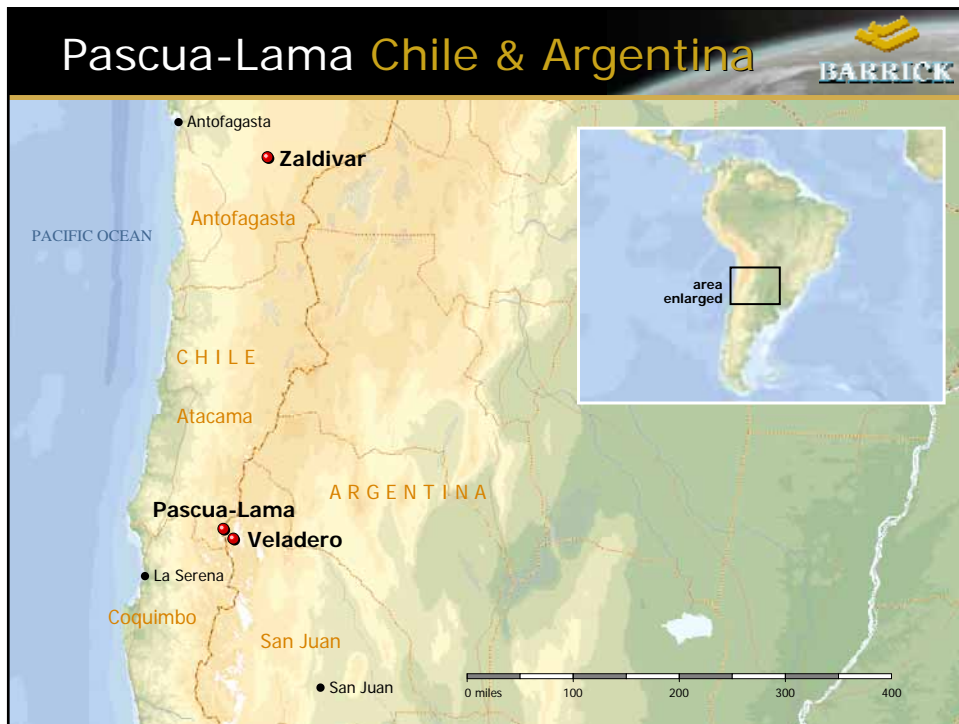 Pascua-Lama Chile & Argentina
BARRICK
Antofagasta
Zaldivar
Antofagasta
PACIFIC OCEAN
area
enlarged
CHILE
Atacama
ARGENTINA
Pascua-Lama
Veladero
La Serena
Coquimbo
San Juan
San Juan
0 miles 100 200 300 400